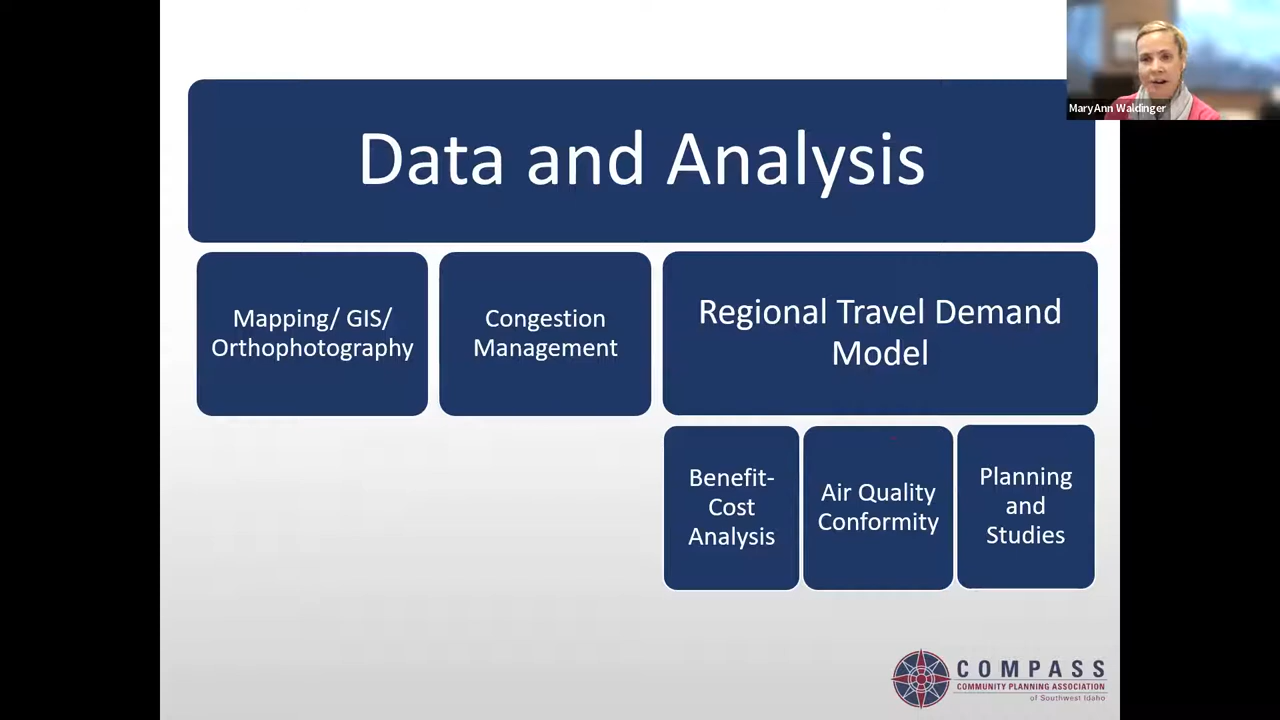 MaryAnn Waldinger
Data and Analysis
Mapping/ GIS/
Orthophotography
Congestion
Management
Regional Travel Demand
Model
Benefit-
Cost
Analysis
Air Quality
Conformity
Planning
and
Studies
COMPASS
COMMUNITY PLANNING ASSOCIATION
of Southwest Idaho